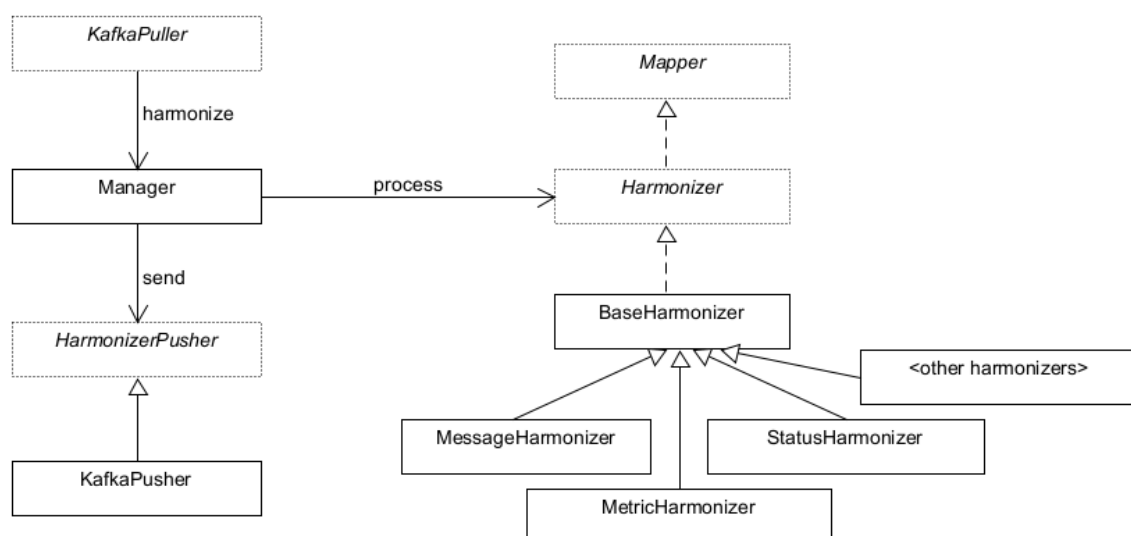 KafkaPuller
Mapper
harmonize
Manager
process
Harmonizer
send
BaseHarmonizer
HarmonizerPusher
<other harmonizers>
MessageHarmonizer
StatusHarmonizer
KafkaPusher
MetricHarmonizer